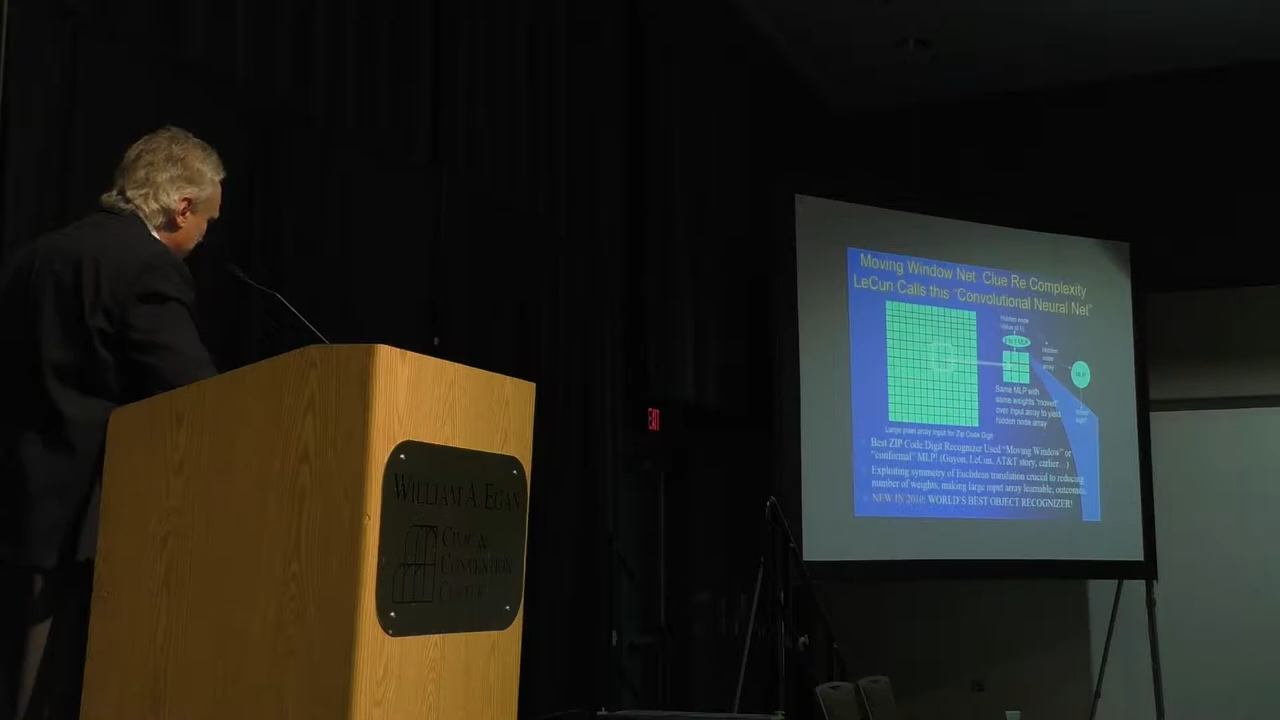 WILLIAM A. EGAN
CIVIC &
CONVENTION
CENTER
EXIT
Moving Window Net: Clue Re Complexity
LeCun Calls this "Convolutional Neural Net"
Hidden node
MLP
Same MLP with
same weights "moved"
over input array to yield
hidden node array
Large pixel array input for Zip Code Digit
Best ZIP Code Digit Recognizer Used "Moving Window" or
"conformal" MLP! (Guyon, LeCun, AT&T story, earlier...)
Exploiting symmetry of Euclidean translation crucial to reducing
number of weights, making large input array learnable, outcomes.
NEW IN 2010: WORLD'S BEST OBJECT RECOGNIZER!